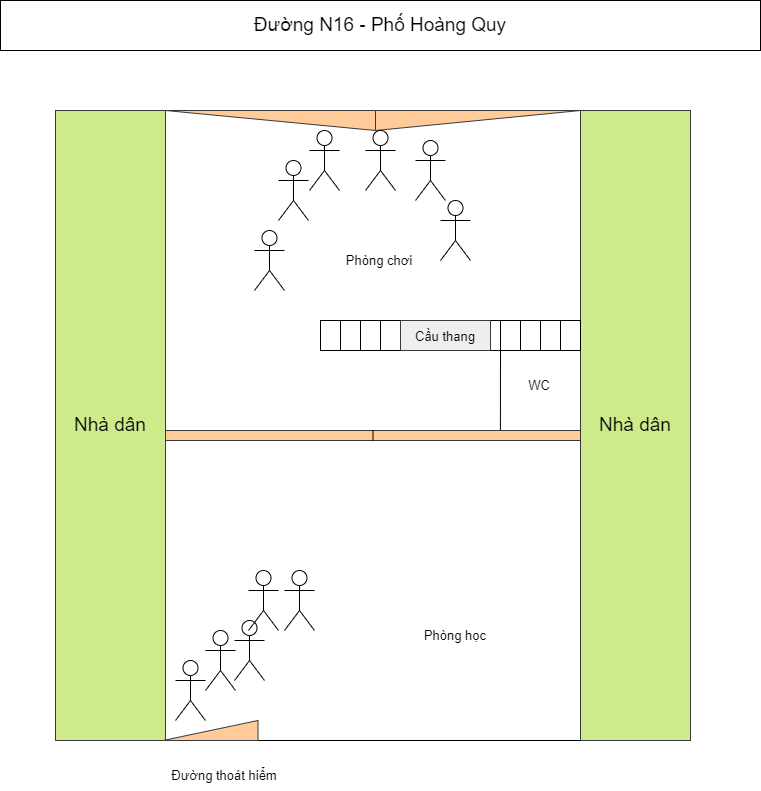 Đường N16 - Phố Hoàng Quy
Phòng chơi
Cầu thang
WC
Nhà dân
Nhà dân
Phòng học
Đường thoát hiểm